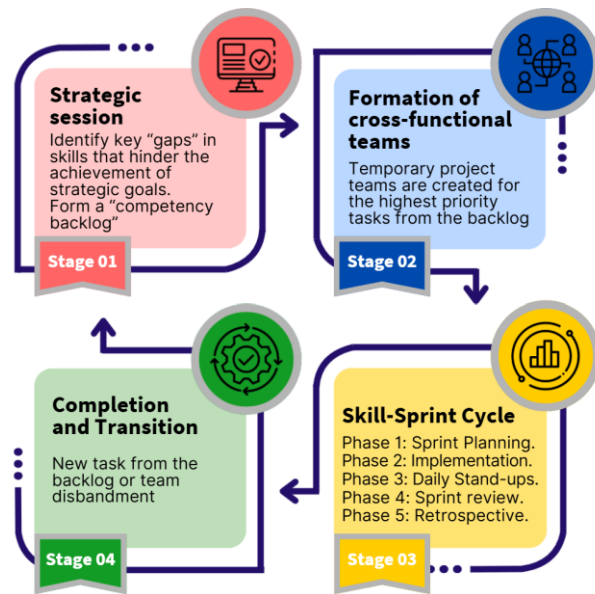 Strategic
session
Identify key “gaps” in
skills that hinder the
achievement of
strategic goals.
Form a “competency
backlog”
Stage 01
Formation of
cross-functional
teams
Temporary project
teams are created for
the highest priority
tasks from the backlog
Stage 02
Completion
and Transition
New task from the
backlog or team
disbandment
Stage 04
Skill-Sprint Cycle
Phase 1: Sprint Planning.
Phase 2: Implementation.
Phase 3: Daily Stand-ups.
Phase 4: Sprint review.
Phase 5: Retrospective.
Stage 03